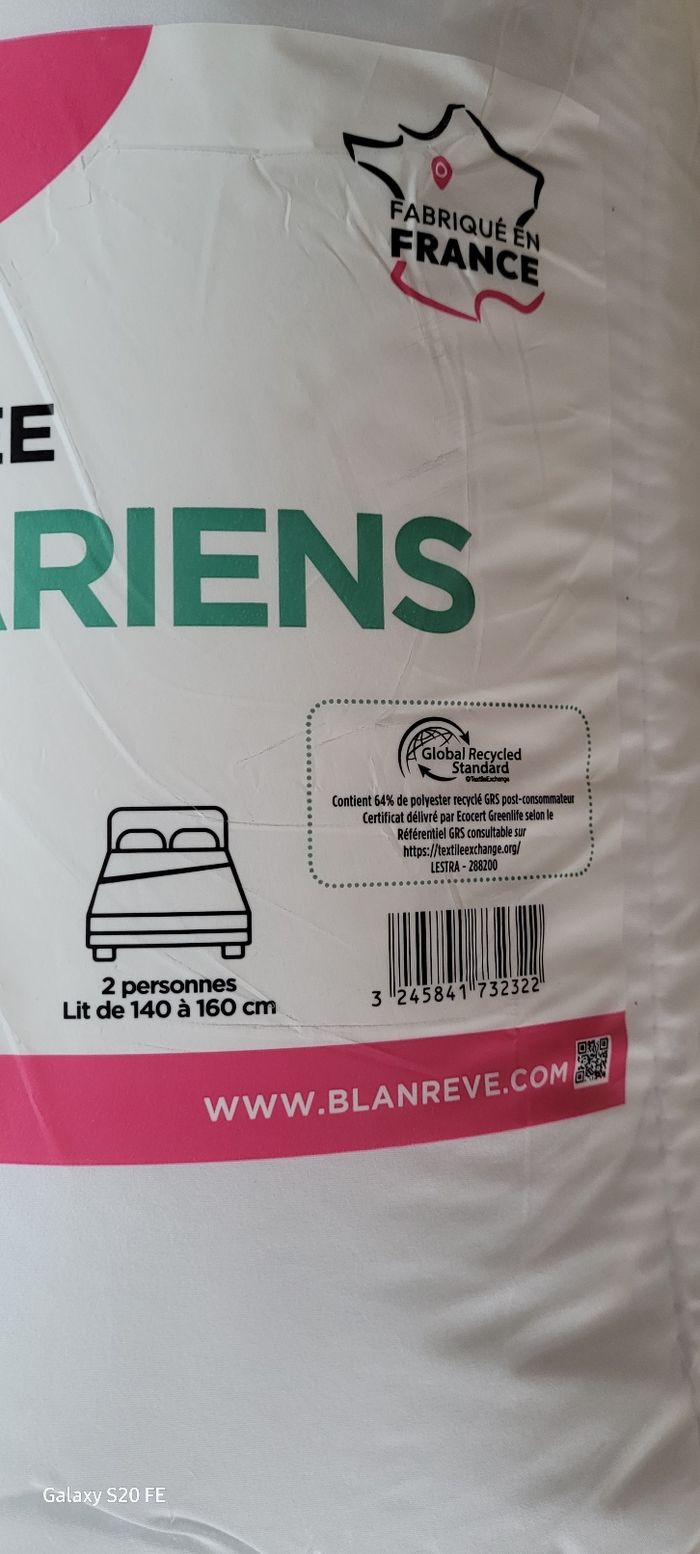 FABRIQUÉ EN
FRANCE
EE
ARIENS
Global Recycled
Standard
©TextileExchange
Contient 64% de polyester recyclé GRS post-consommateur
Certificat délivré par Ecocert Greenlife selon le
Référentiel GRS consultable sur
https://textileexchange.org/
LESTRA - 288200
2 personnes
Lit de 140 à 160 cm
3 245841 732322
WWW.BLANREVE.COM
Galaxy S20 FE